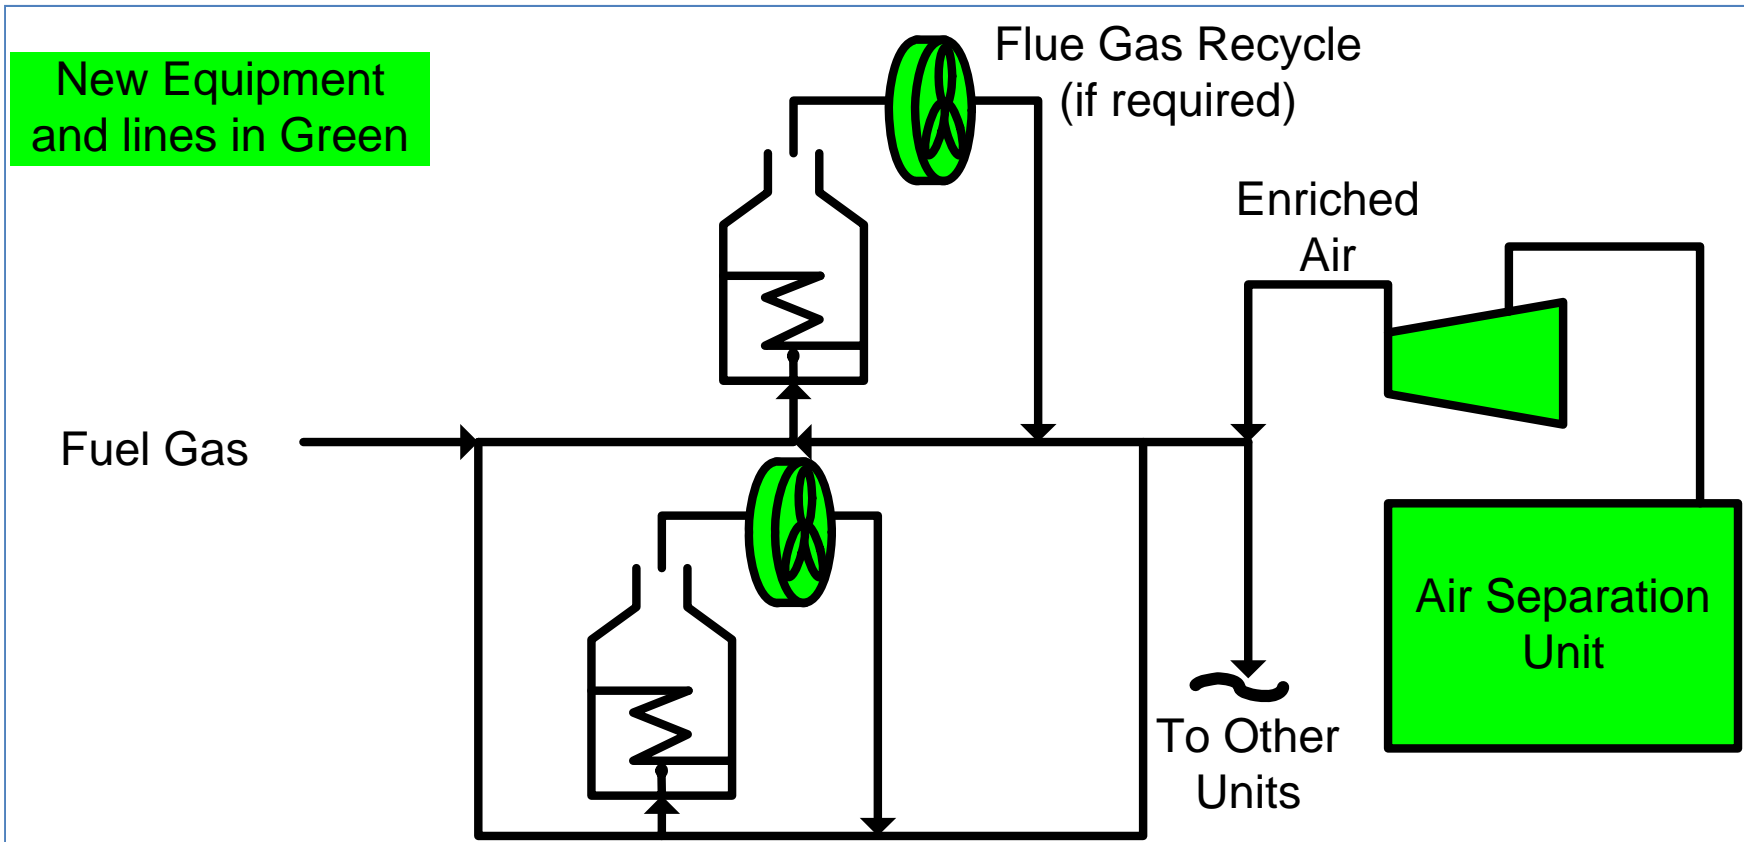 New Equipment
and lines in Green
Flue Gas Recycle
(if required)
Enriched
Air
Fuel Gas
Air Separation
Unit
To Other
Units